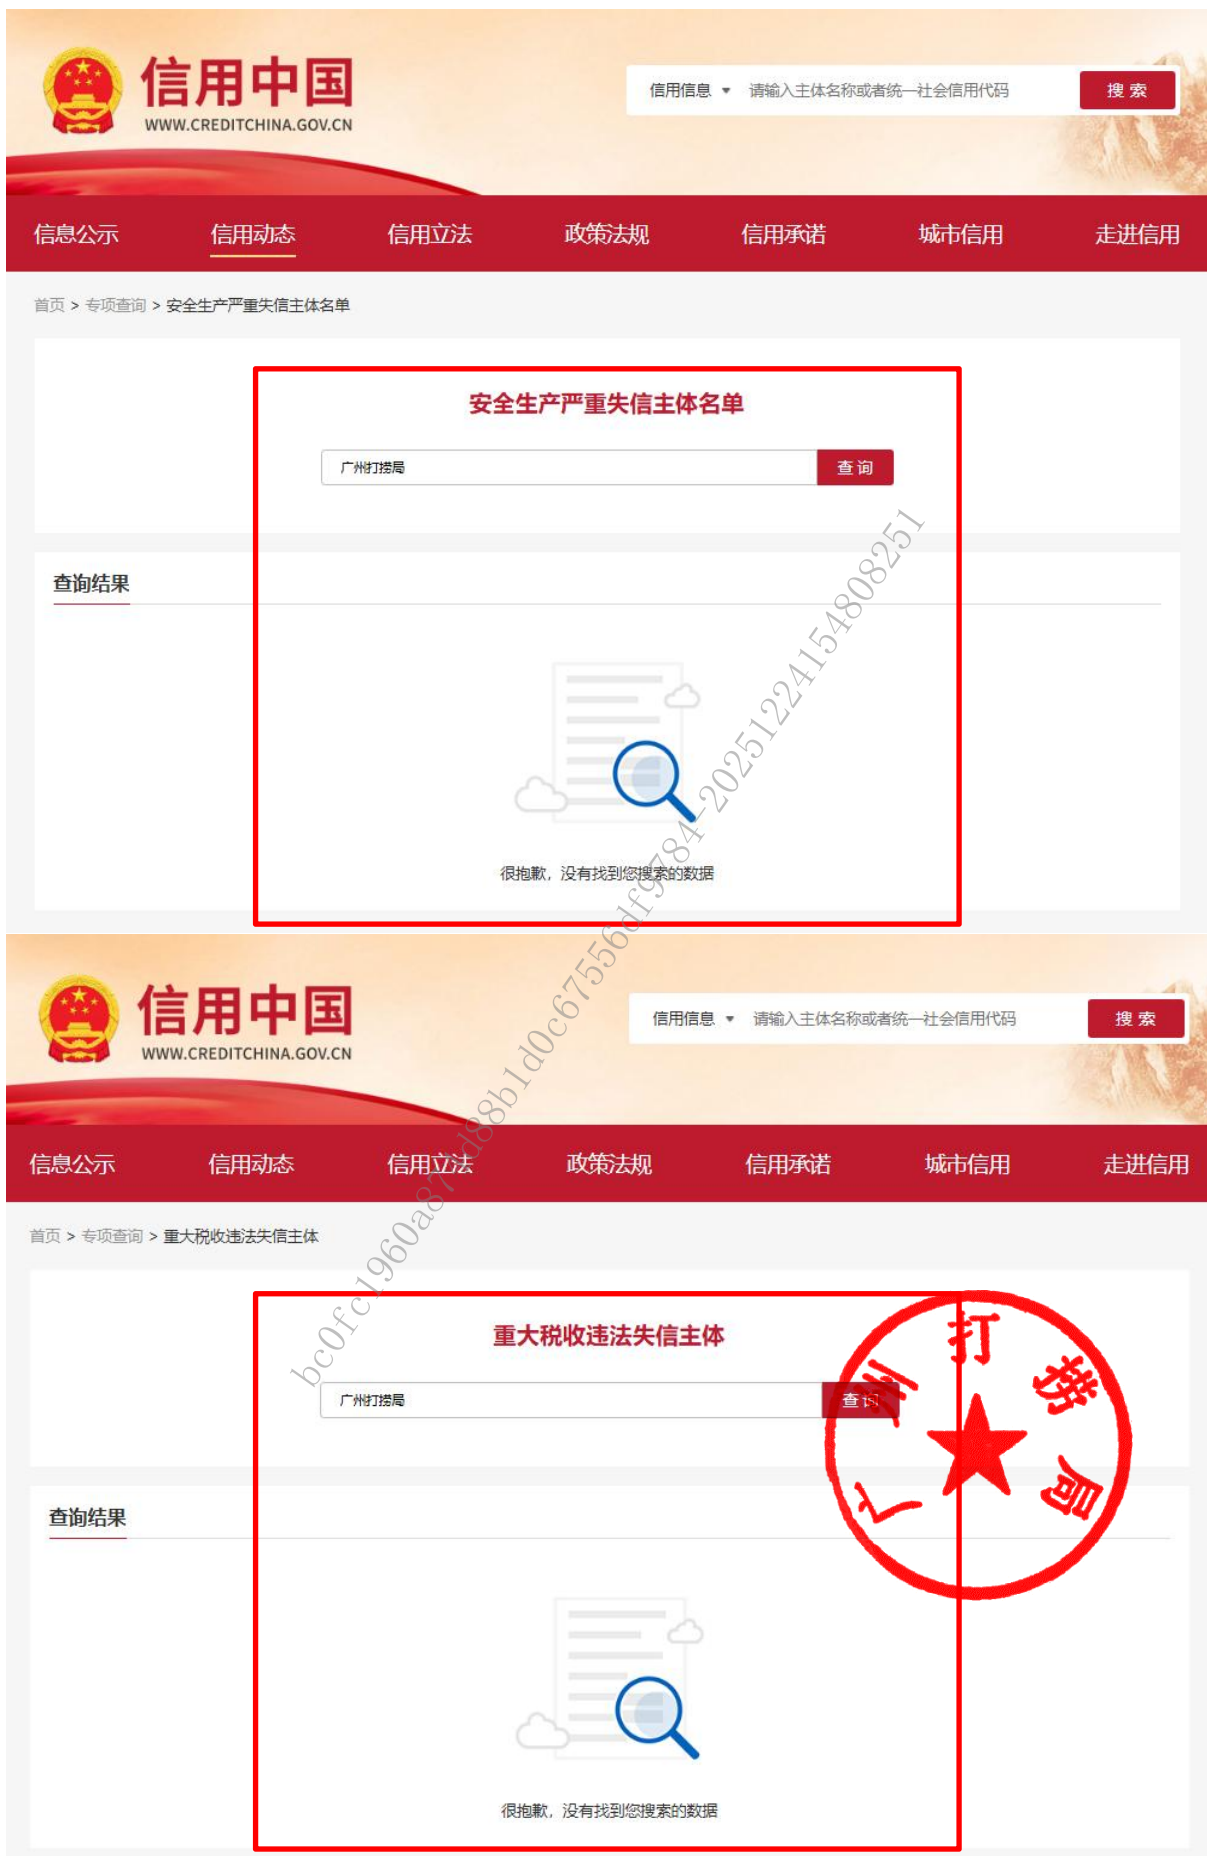 信用中国
WWW.CREDITCHINA.GOV.CN
信用信息 请输入主体名称或者统一社会信用代码 搜索
信息公示 信用动态 信用立法 政策法规 信用承诺 城市信用 走进信用
首页 > 专项查询 > 安全生产严重失信主体名单
安全生产严重失信主体名单
广州打捞局 查询
查询结果
很抱歉，没有找到您搜索的数据
信用中国
WWW.CREDITCHINA.GOV.CN
信用信息 请输入主体名称或者统一社会信用代码 搜索
信息公示 信用动态 信用立法 政策法规 信用承诺 城市信用 走进信用
首页 > 专项查询 > 重大税收违法失信主体
重大税收违法失信主体
广州打捞局 查询
广州打捞局
查询结果
很抱歉，没有找到您搜索的数据